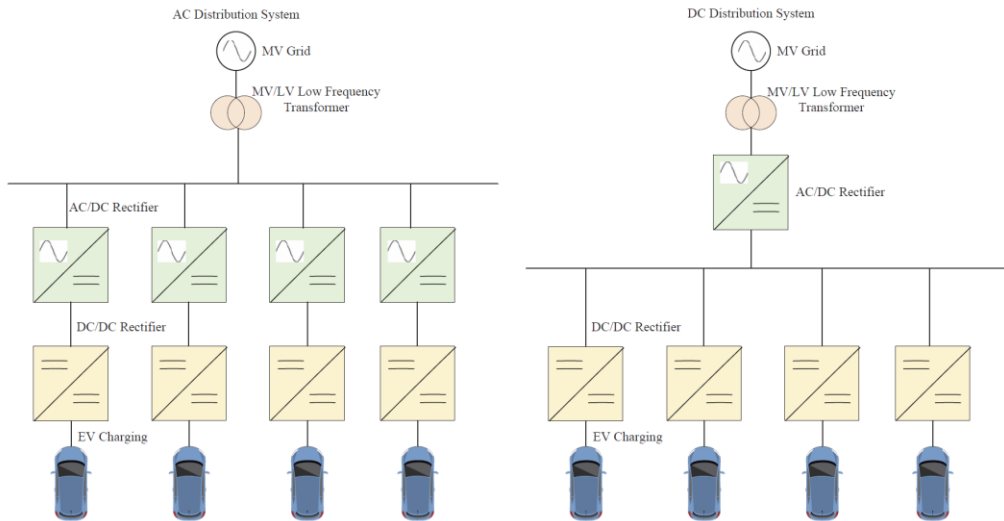 AC Distribution System
MV Grid
MV/LV Low Frequency
Transformer
AC/DC Rectifier
DC/DC Rectifier
EV Charging
DC Distribution System
MV Grid
MV/LV Low Frequency
Transformer
AC/DC Rectifier
DC/DC Rectifier
EV Charging